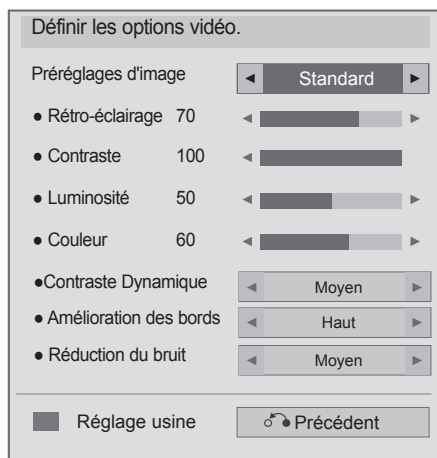 Définir les options vidéo.
Préréglages d'image ◄ Standard ►
● Rétro-éclairage 70 ◄ ►
● Contraste 100 ◄
● Luminosité 50 ◄ ►
● Couleur 60 ◄ ►
●Contraste Dynamique ◄ Moyen ►
● Amélioration des bords ◄ Haut ►
● Réduction du bruit ◄ Moyen ►
Réglage usine Précédent